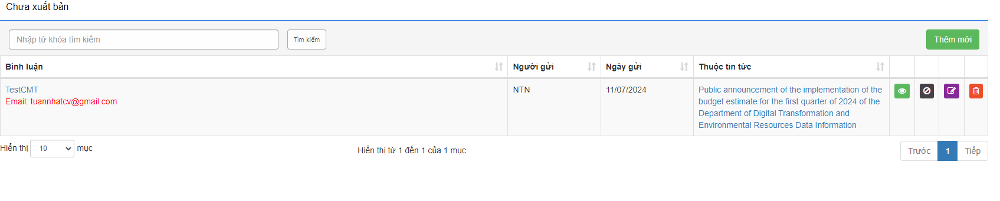 Chưa xuất bản
Nhập từ khóa tìm kiếm
Tìm kiếm
Thêm mới
Bình luận
Người gửi
Ngày gửi
Thuộc tin tức
TestCMT
Email: tuannhatcv@gmail.com
NTN
11/07/2024
Public announcement of the implementation of the
budget estimate for the first quarter of 2024 of the
Department of Digital Transformation and
Environmental Resources Data Information
Hiển thị 10 mục
Hiển thị từ 1 đến 1 của 1 mục
Trước 1 Tiếp